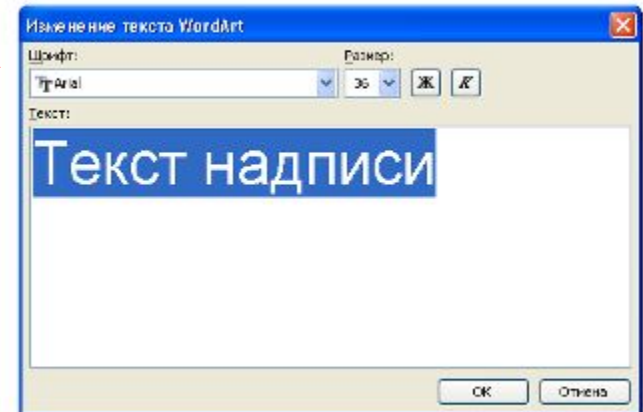 Изменение текста WordArt
Шрифт: Размер:
Arial 36 Ж К
Текст:
Текст надписи
ОК Отмена